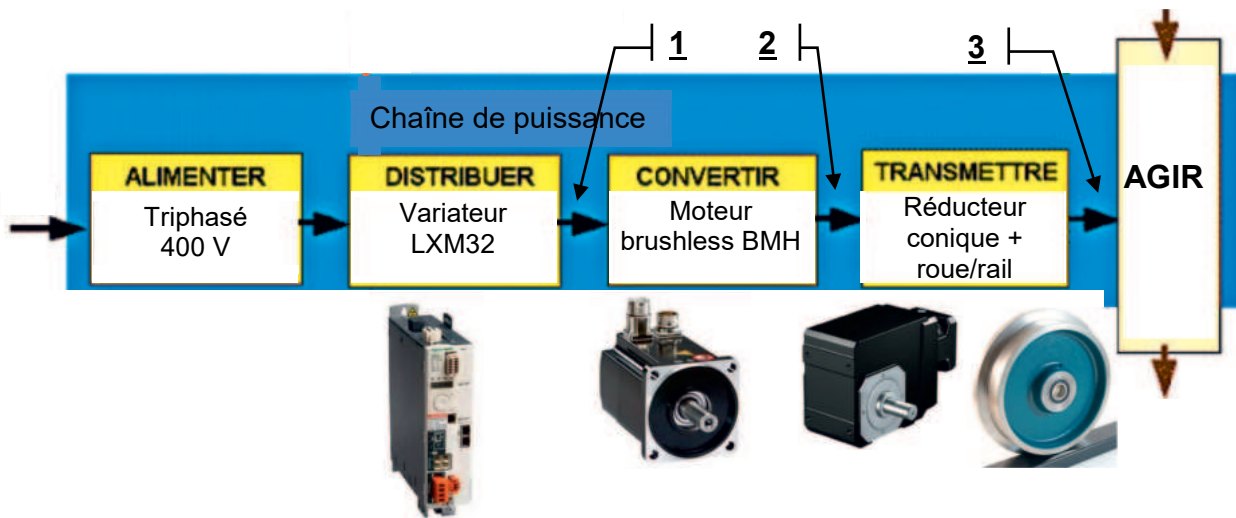 1 2 3
Chaîne de puissance
ALIMENTER
Triphasé
400 V
DISTRIBUER
Variateur
LXM32
CONVERTIR
Moteur
brushless BMH
TRANSMETTRE
Réducteur
conique +
roue/rail
AGIR